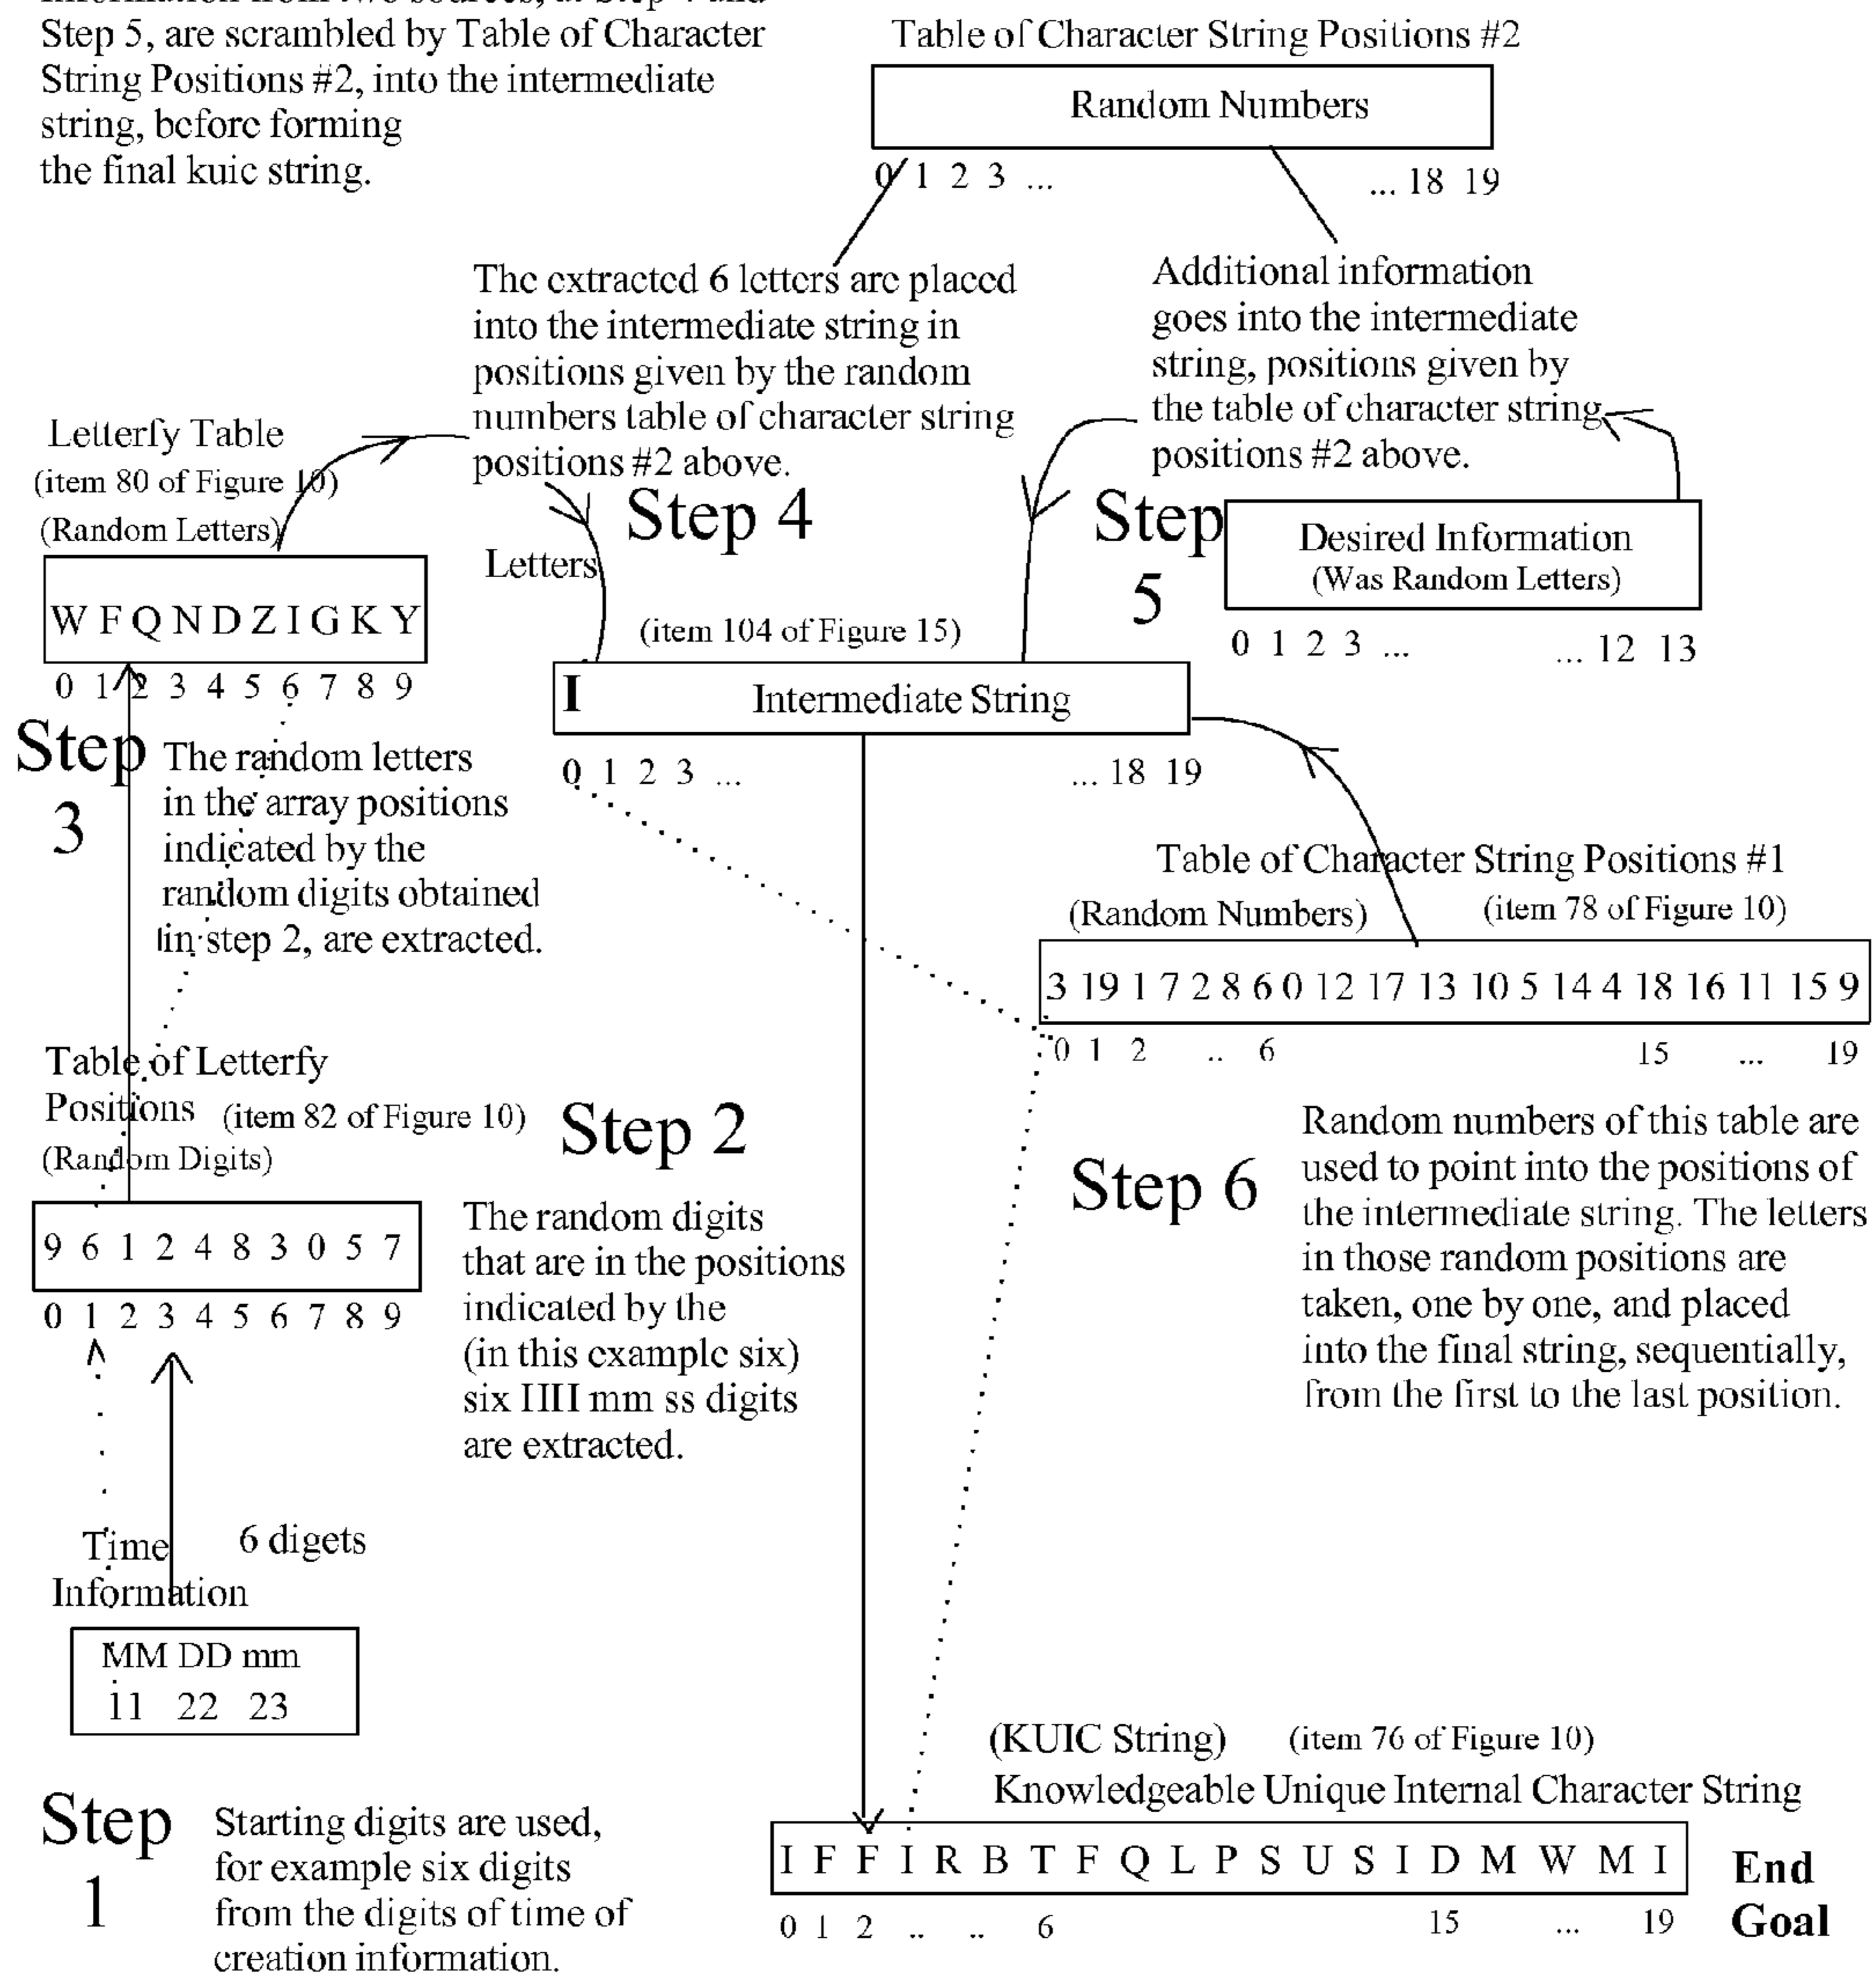 Information from two sources, at Step 4 and
Step 5, are scrambled by Table of Character
String Positions #2, into the intermediate
string, before forming
the final kuic string.
Table of Character String Positions #2
Random Numbers
0 1 2 3 ... ... 18 19
The extracted 6 letters are placed
into the intermediate string in
positions given by the random
numbers table of character string
positions #2 above.
Additional information
goes into the intermediate
string, positions given by
the table of character string
positions #2 above.
Letterfy Table
(item 80 of Figure 10)
(Random Letters)
W F Q N D Z I G K Y
0 1 2 3 4 5 6 7 8 9
Step 4
Letters
Step
5
Desired Information
(Was Random Letters)
0 1 2 3 ... ... 12 13
(item 104 of Figure 15)
I Intermediate String
0 1 2 3 ... ... 18 19
Step
3
The random letters
in the array positions
indicated by the
random digits obtained
in step 2, are extracted.
Table of Character String Positions #1
(Random Numbers) (item 78 of Figure 10)
3 19 1 7 2 8 6 0 12 17 13 10 5 14 4 18 16 11 15 9
0 1 2 .. 6 15 ... 19
Table of Letterfy
Positions (item 82 of Figure 10)
(Random Digits)
9 6 1 2 4 8 3 0 5 7
0 1 2 3 4 5 6 7 8 9
Step 2
The random digits
that are in the positions
indicated by the
(in this example six)
six HH mm ss digits
are extracted.
Step 6
Random numbers of this table are
used to point into the positions of
the intermediate string. The letters
in those random positions are
taken, one by one, and placed
into the final string, sequentially,
from the first to the last position.
Time 6 digets
Information
MM DD mm
11 22 23
Step
1
Starting digits are used,
for example six digits
from the digits of time of
creation information.
(KUIC String) (item 76 of Figure 10)
Knowledgeable Unique Internal Character String
I F F I R B T F Q L P S U S I D M W M I
0 1 2 .. .. 6 15 ... 19
End
Goal